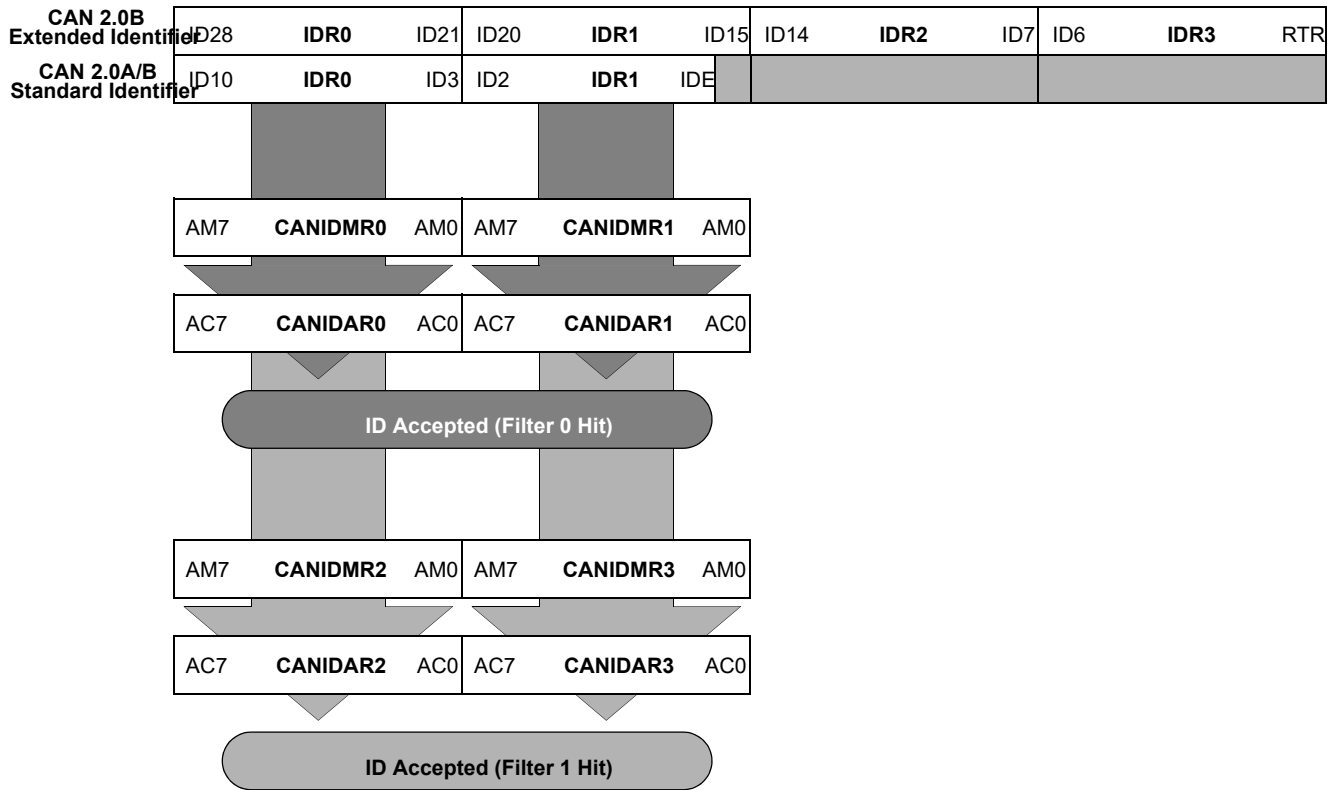 CAN 2.0B
Extended Identifier ID28 IDR0 ID21 ID20 IDR1 ID15 ID14 IDR2 ID7 ID6 IDR3 RTR
CAN 2.0A/B
Standard Identifier ID10 IDR0 ID3 ID2 IDR1 IDE
AM7 CANIDMR0 AM0 AM7 CANIDMR1 AM0
AC7 CANIDAR0 AC0 AC7 CANIDAR1 AC0
ID Accepted (Filter 0 Hit)
AM7 CANIDMR2 AM0 AM7 CANIDMR3 AM0
AC7 CANIDAR2 AC0 AC7 CANIDAR3 AC0
ID Accepted (Filter 1 Hit)